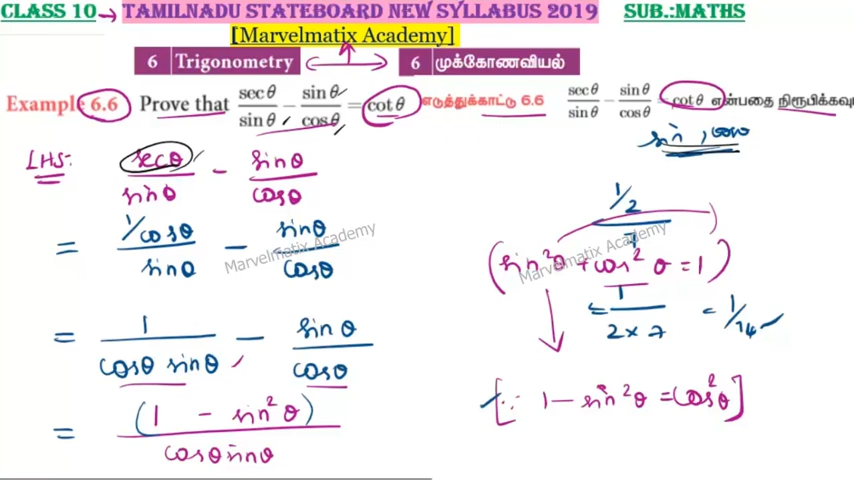 CLASS 10 → TAMILNADU STATEBOARD NEW SYLLABUS 2019 SUB.:MATHS
[Marvelmatix Academy]
6 Trigonometry 6 முக்கோணவியல்
Example 6.6 Prove that secθ/sinθ − sinθ/cosθ = cotθ எடுத்துக்காட்டு 6.6 secθ/sinθ − sinθ/cosθ = cotθ என்பதை நிரூபிக்கவு
sin, cos
LHS: secθ/sinθ − sinθ/cosθ
= 1/cosθ/sinθ − sinθ/cosθ
= 1/cosθ sinθ − sinθ/cosθ
= (1 − sin²θ)/cosθ sinθ
1/2/7
(sin²θ + cos²θ = 1)
= 1/2×7 = 1/14
[∵ 1 − sin²θ = cos²θ]
Marvelmatix Academy
Marvelmatix Academy